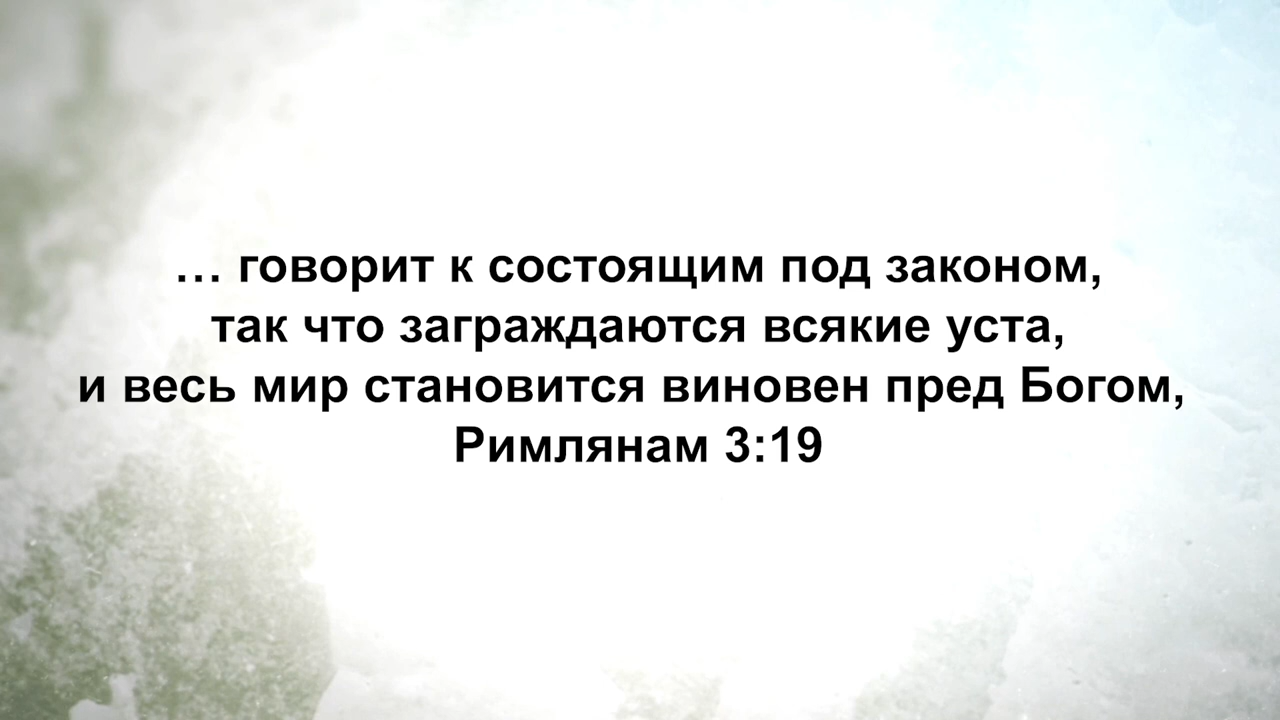 … говорит к состоящим под законом,
так что заграждаются всякие уста,
и весь мир становится виновен пред Богом,
Римлянам 3:19